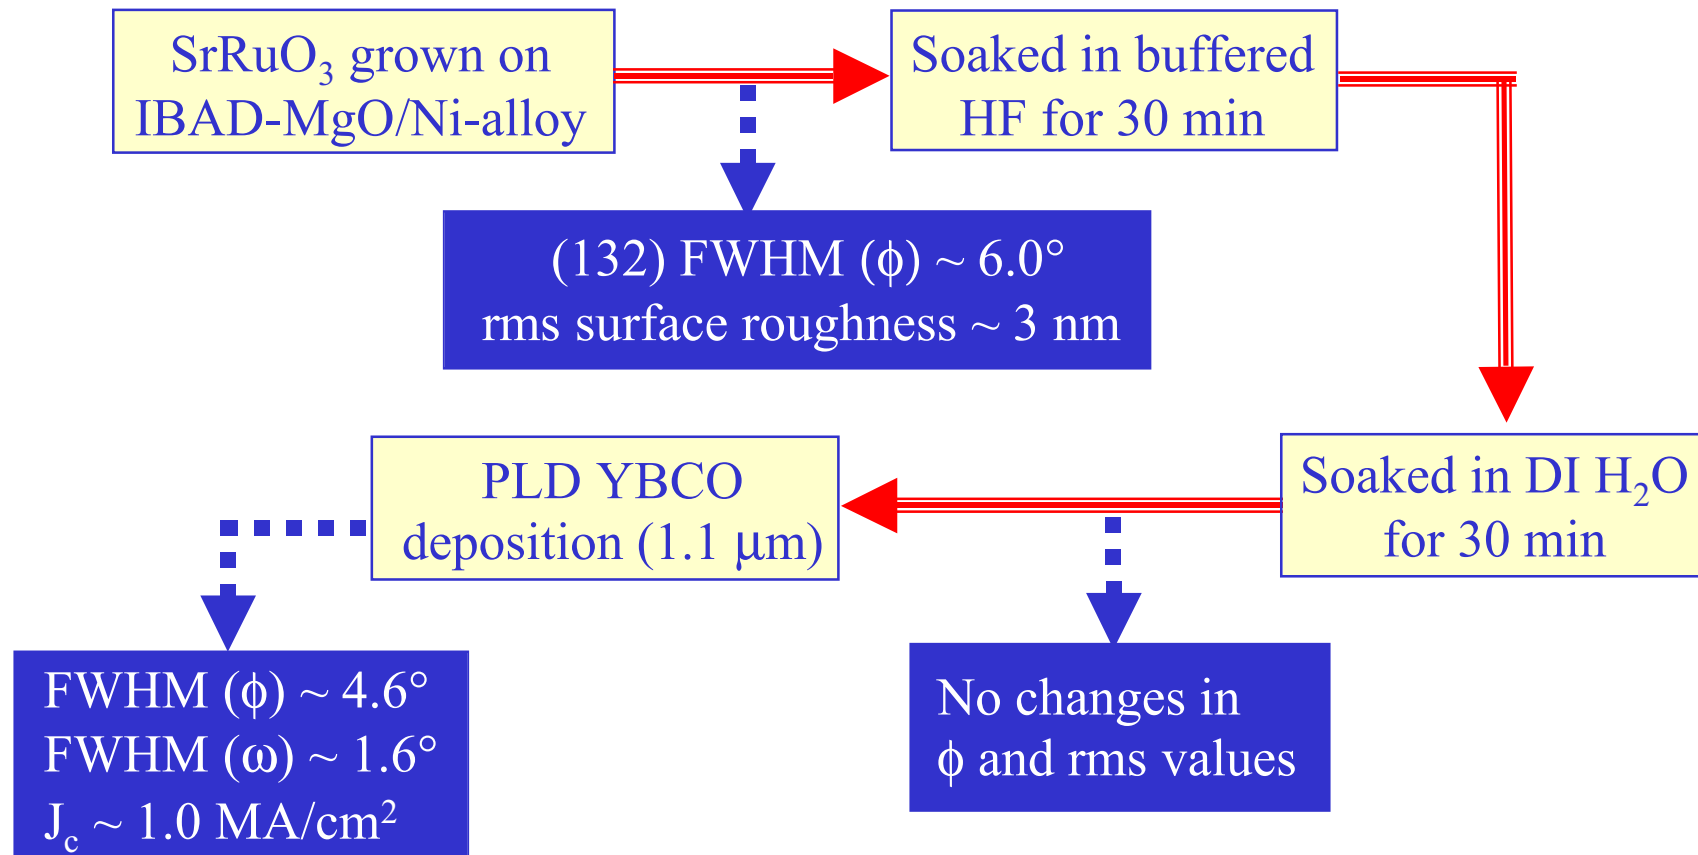 SrRuO₃ grown on
IBAD-MgO/Ni-alloy
Soaked in buffered
HF for 30 min
(132) FWHM (ϕ) ~ 6.0°
rms surface roughness ~ 3 nm
Soaked in DI H₂O
for 30 min
PLD YBCO
deposition (1.1 μm)
No changes in
ϕ and rms values
FWHM (ϕ) ~ 4.6°
FWHM (ω) ~ 1.6°
J_c ~ 1.0 MA/cm²